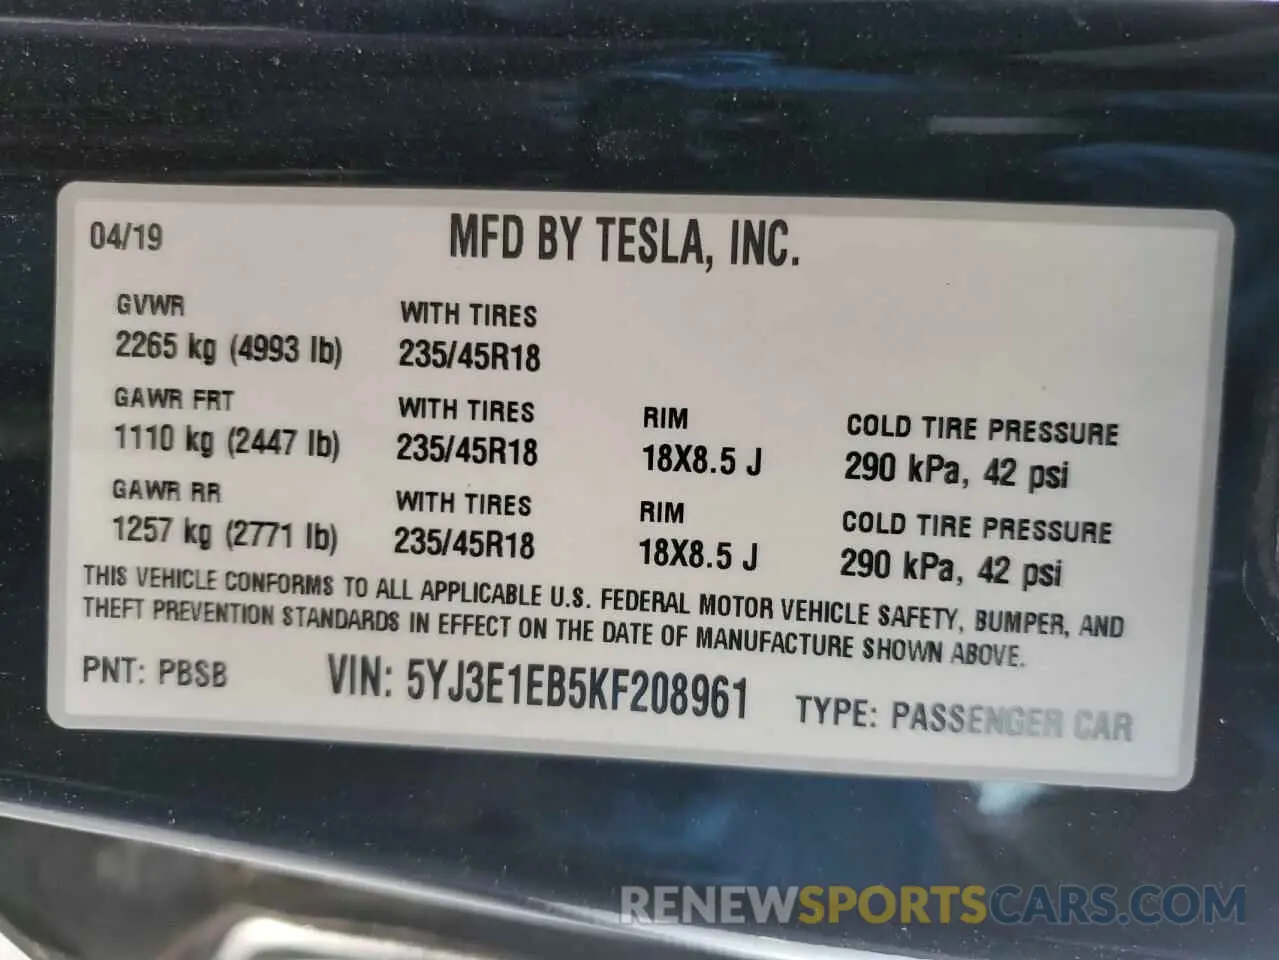 04/19 MFD BY TESLA, INC.
GVWR WITH TIRES
2265 kg (4993 lb) 235/45R18
GAWR FRT WITH TIRES RIM COLD TIRE PRESSURE
1110 kg (2447 lb) 235/45R18 18X8.5 J 290 kPa, 42 psi
GAWR RR WITH TIRES RIM COLD TIRE PRESSURE
1257 kg (2771 lb) 235/45R18 18X8.5 J 290 kPa, 42 psi
THIS VEHICLE CONFORMS TO ALL APPLICABLE U.S. FEDERAL MOTOR VEHICLE SAFETY, BUMPER, AND
THEFT PREVENTION STANDARDS IN EFFECT ON THE DATE OF MANUFACTURE SHOWN ABOVE.
PNT: PBSB VIN: 5YJ3E1EB5KF208961 TYPE: PASSENGER CAR
RENEWSPORTSCARS.COM